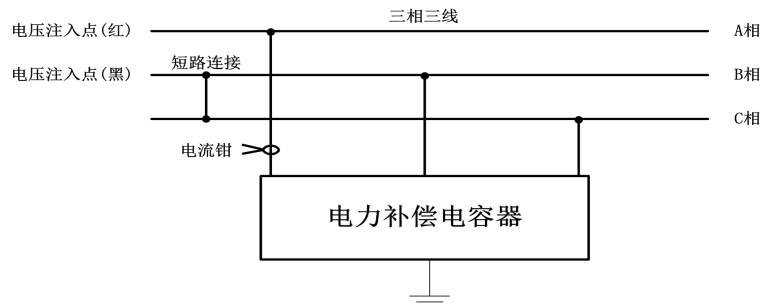 三相三线
电压注入点(红)
A相
短路连接
电压注入点(黑)
B相
C相
电流钳
电力补偿电容器